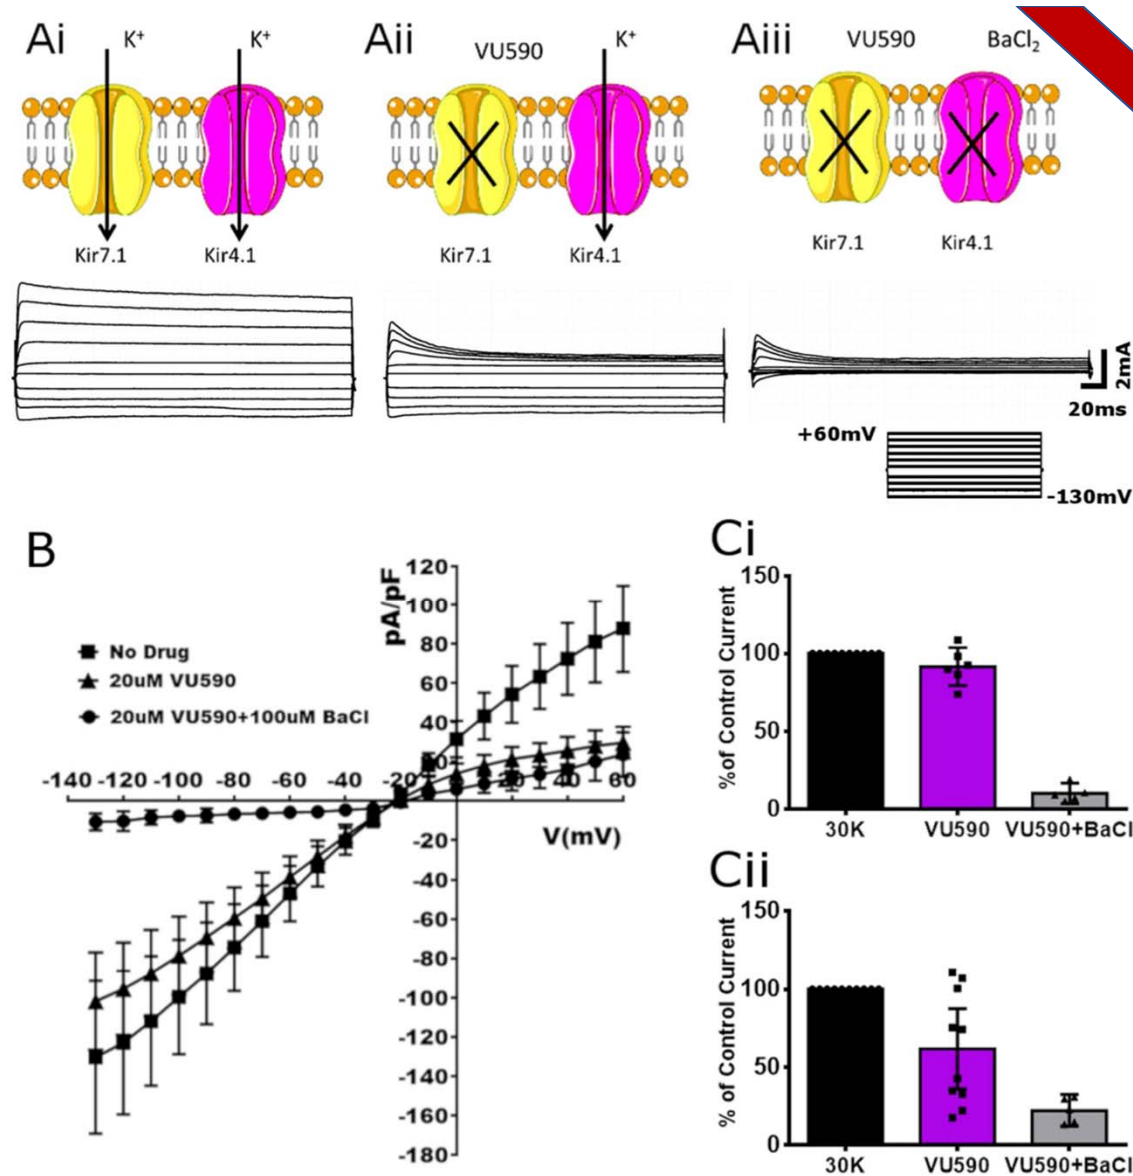 Ai
K+
K+
Kir7.1
Kir4.1
Aii
VU590
K+
Kir7.1
Kir4.1
Aiii
VU590
BaCl2
Kir7.1
Kir4.1
2mA
20ms
+60mV
-130mV
B
pA/pF
120
100
80
60
40
20
-140
-120
-100
-80
-60
-40
-20
20
40
60
V(mV)
-20
-40
-60
-80
-100
-120
-140
-160
-180
No Drug
20uM VU590
20uM VU590+100uM BaCl
Ci
%of Control Current
150
100
50
0
30K
VU590
VU590+BaCl
Cii
% of Control Current
150
100
50
0
30K
VU590
VU590+BaCl